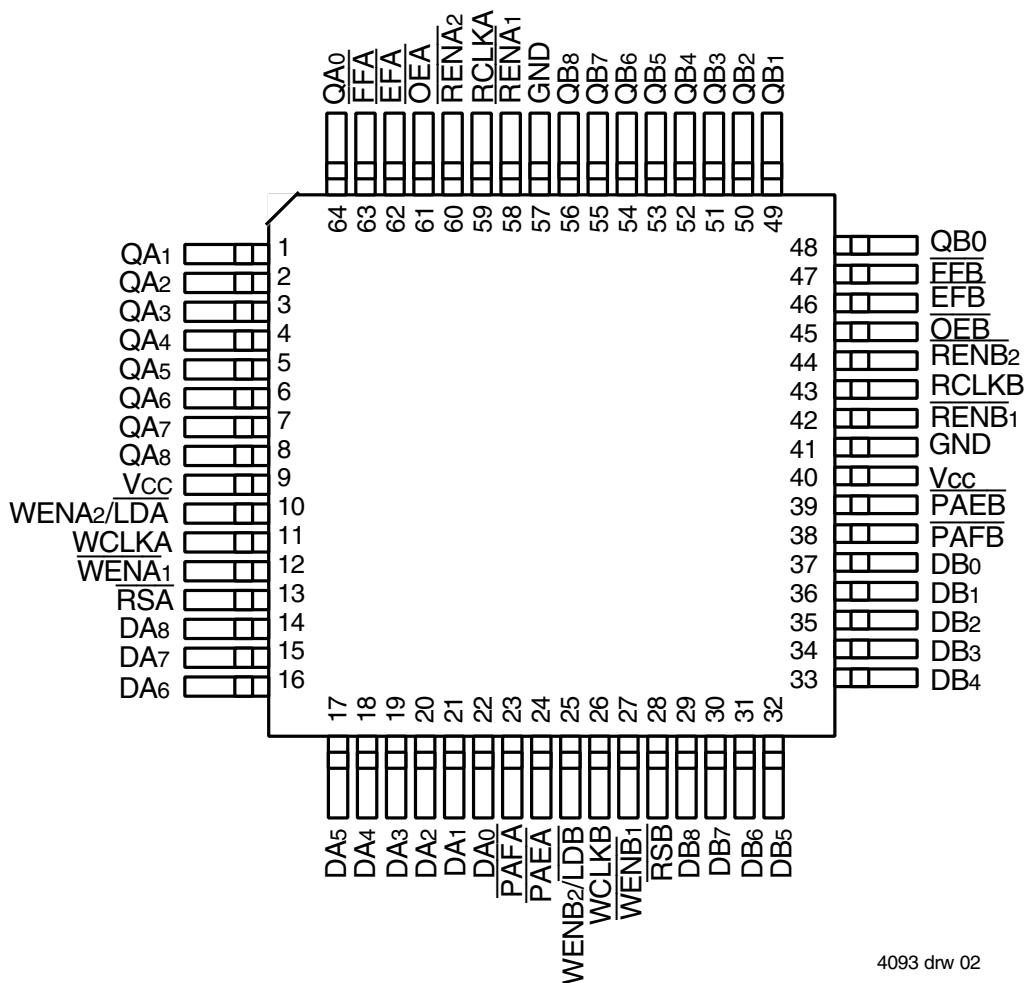 QA0
FFA
EFA
OEA
RENA2
RCLKA
RENA1
GND
QB8
QB7
QB6
QB5
QB4
QB3
QB2
QB1
64
63
62
61
60
59
58
57
56
55
54
53
52
51
50
49
QA1 1
QA2 2
QA3 3
QA4 4
QA5 5
QA6 6
QA7 7
QA8 8
VCC 9
WENA2/LDA 10
WCLKA 11
WENA1 12
RSA 13
DA8 14
DA7 15
DA6 16
48 QB0
47 FFB
46 EFB
45 OEB
44 RENB2
43 RCLKB
42 RENB1
41 GND
40 Vcc
39 PAEB
38 PAFB
37 DB0
36 DB1
35 DB2
34 DB3
33 DB4
17
18
19
20
21
22
23
24
25
26
27
28
29
30
31
32
DA5
DA4
DA3
DA2
DA1
DA0
PAFA
PAEA
WENB2/LDB
WCLKB
WENB1
RSB
DB8
DB7
DB6
DB5
4093 drw 02